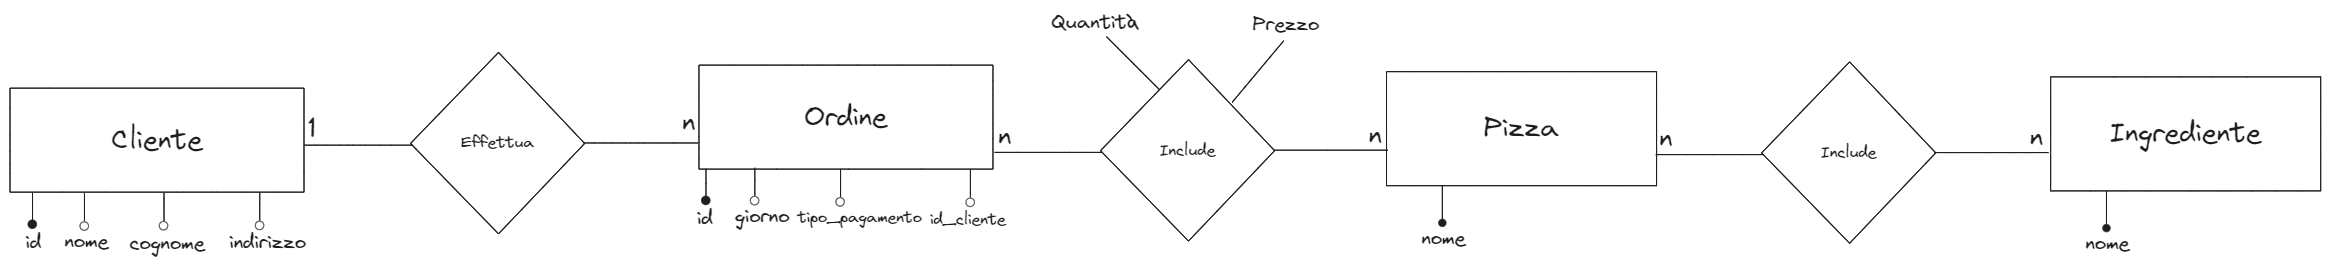 Quantità
Prezzo
Cliente
1
Effettua
n
Ordine
n
Include
n
Pizza
n
Include
n
Ingrediente
id
nome
cognome
indirizzo
id
giorno
tipo_pagamento
id_cliente
nome
nome